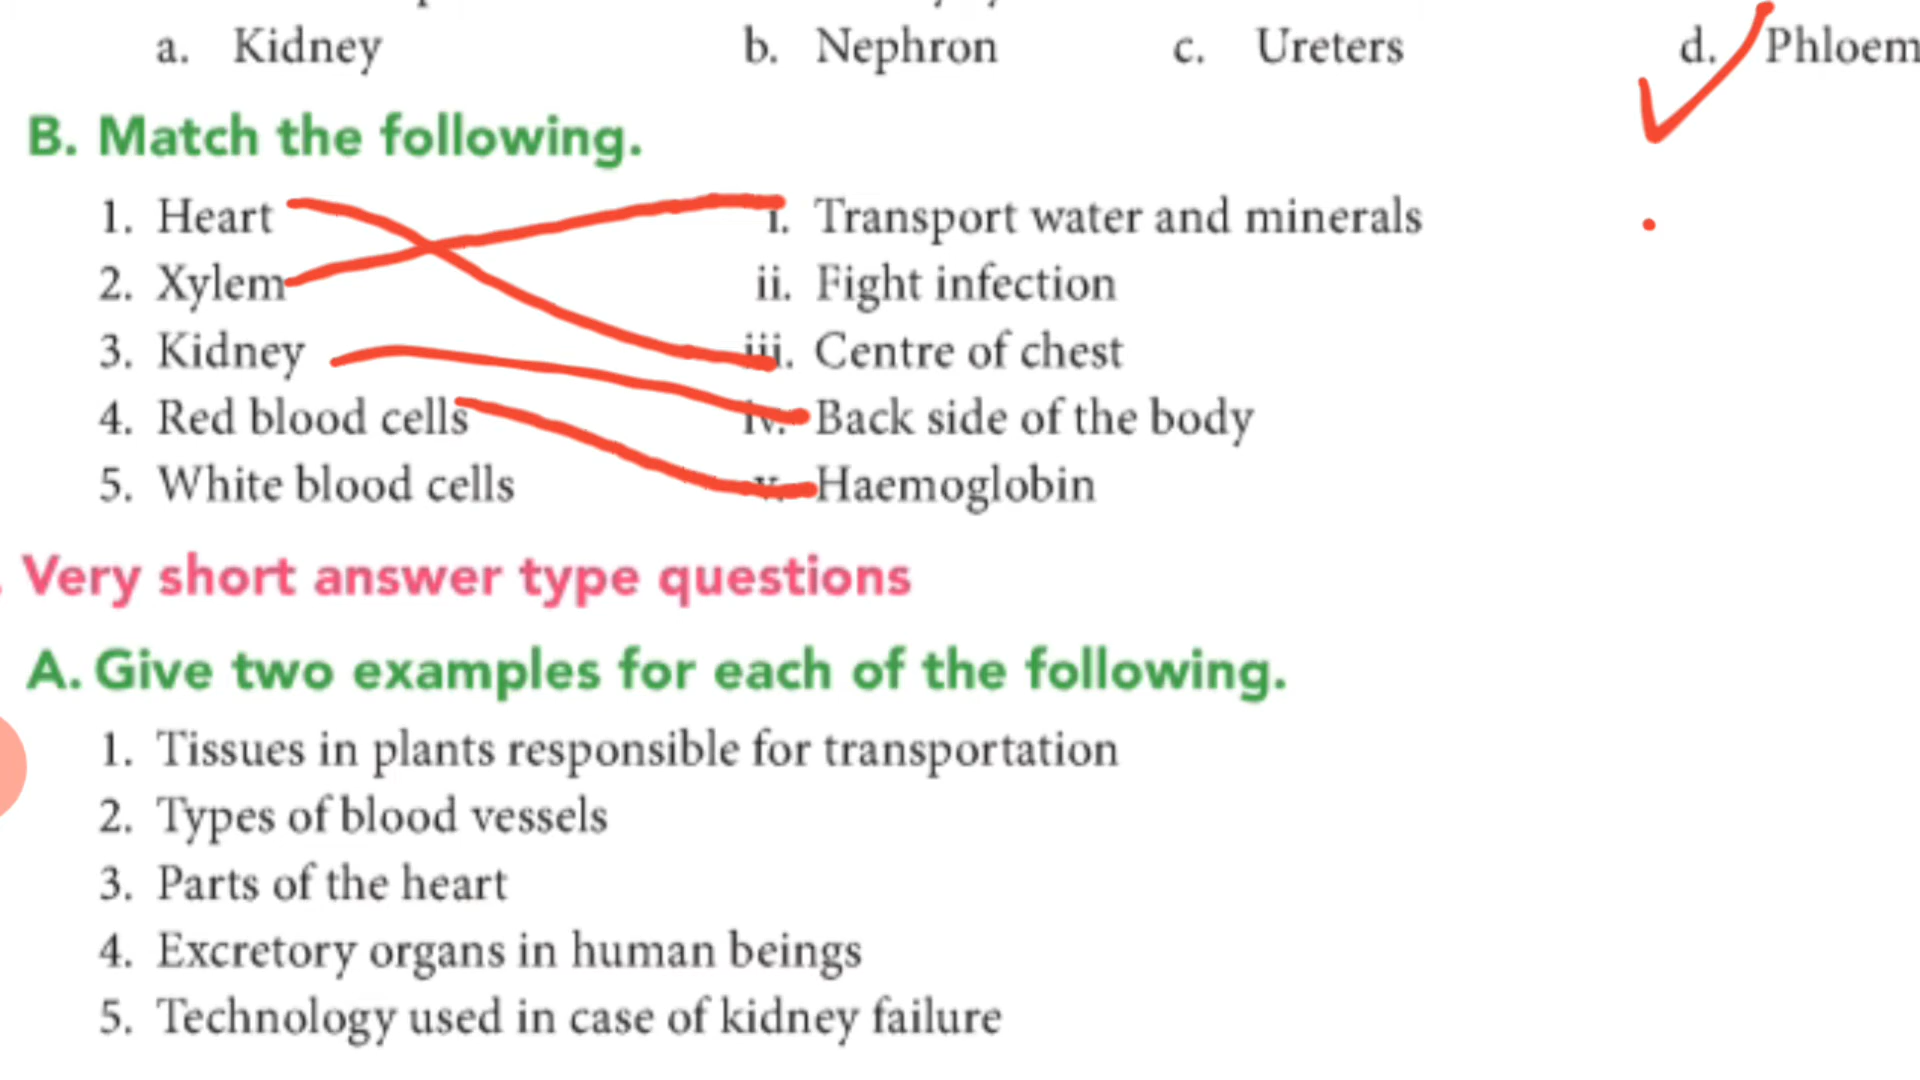 a. Kidney b. Nephron c. Ureters d. Phloem
B. Match the following.
1. Heart i. Transport water and minerals
2. Xylem ii. Fight infection
3. Kidney iii. Centre of chest
4. Red blood cells iv. Back side of the body
5. White blood cells v. Haemoglobin
Very short answer type questions
A. Give two examples for each of the following.
1. Tissues in plants responsible for transportation
2. Types of blood vessels
3. Parts of the heart
4. Excretory organs in human beings
5. Technology used in case of kidney failure